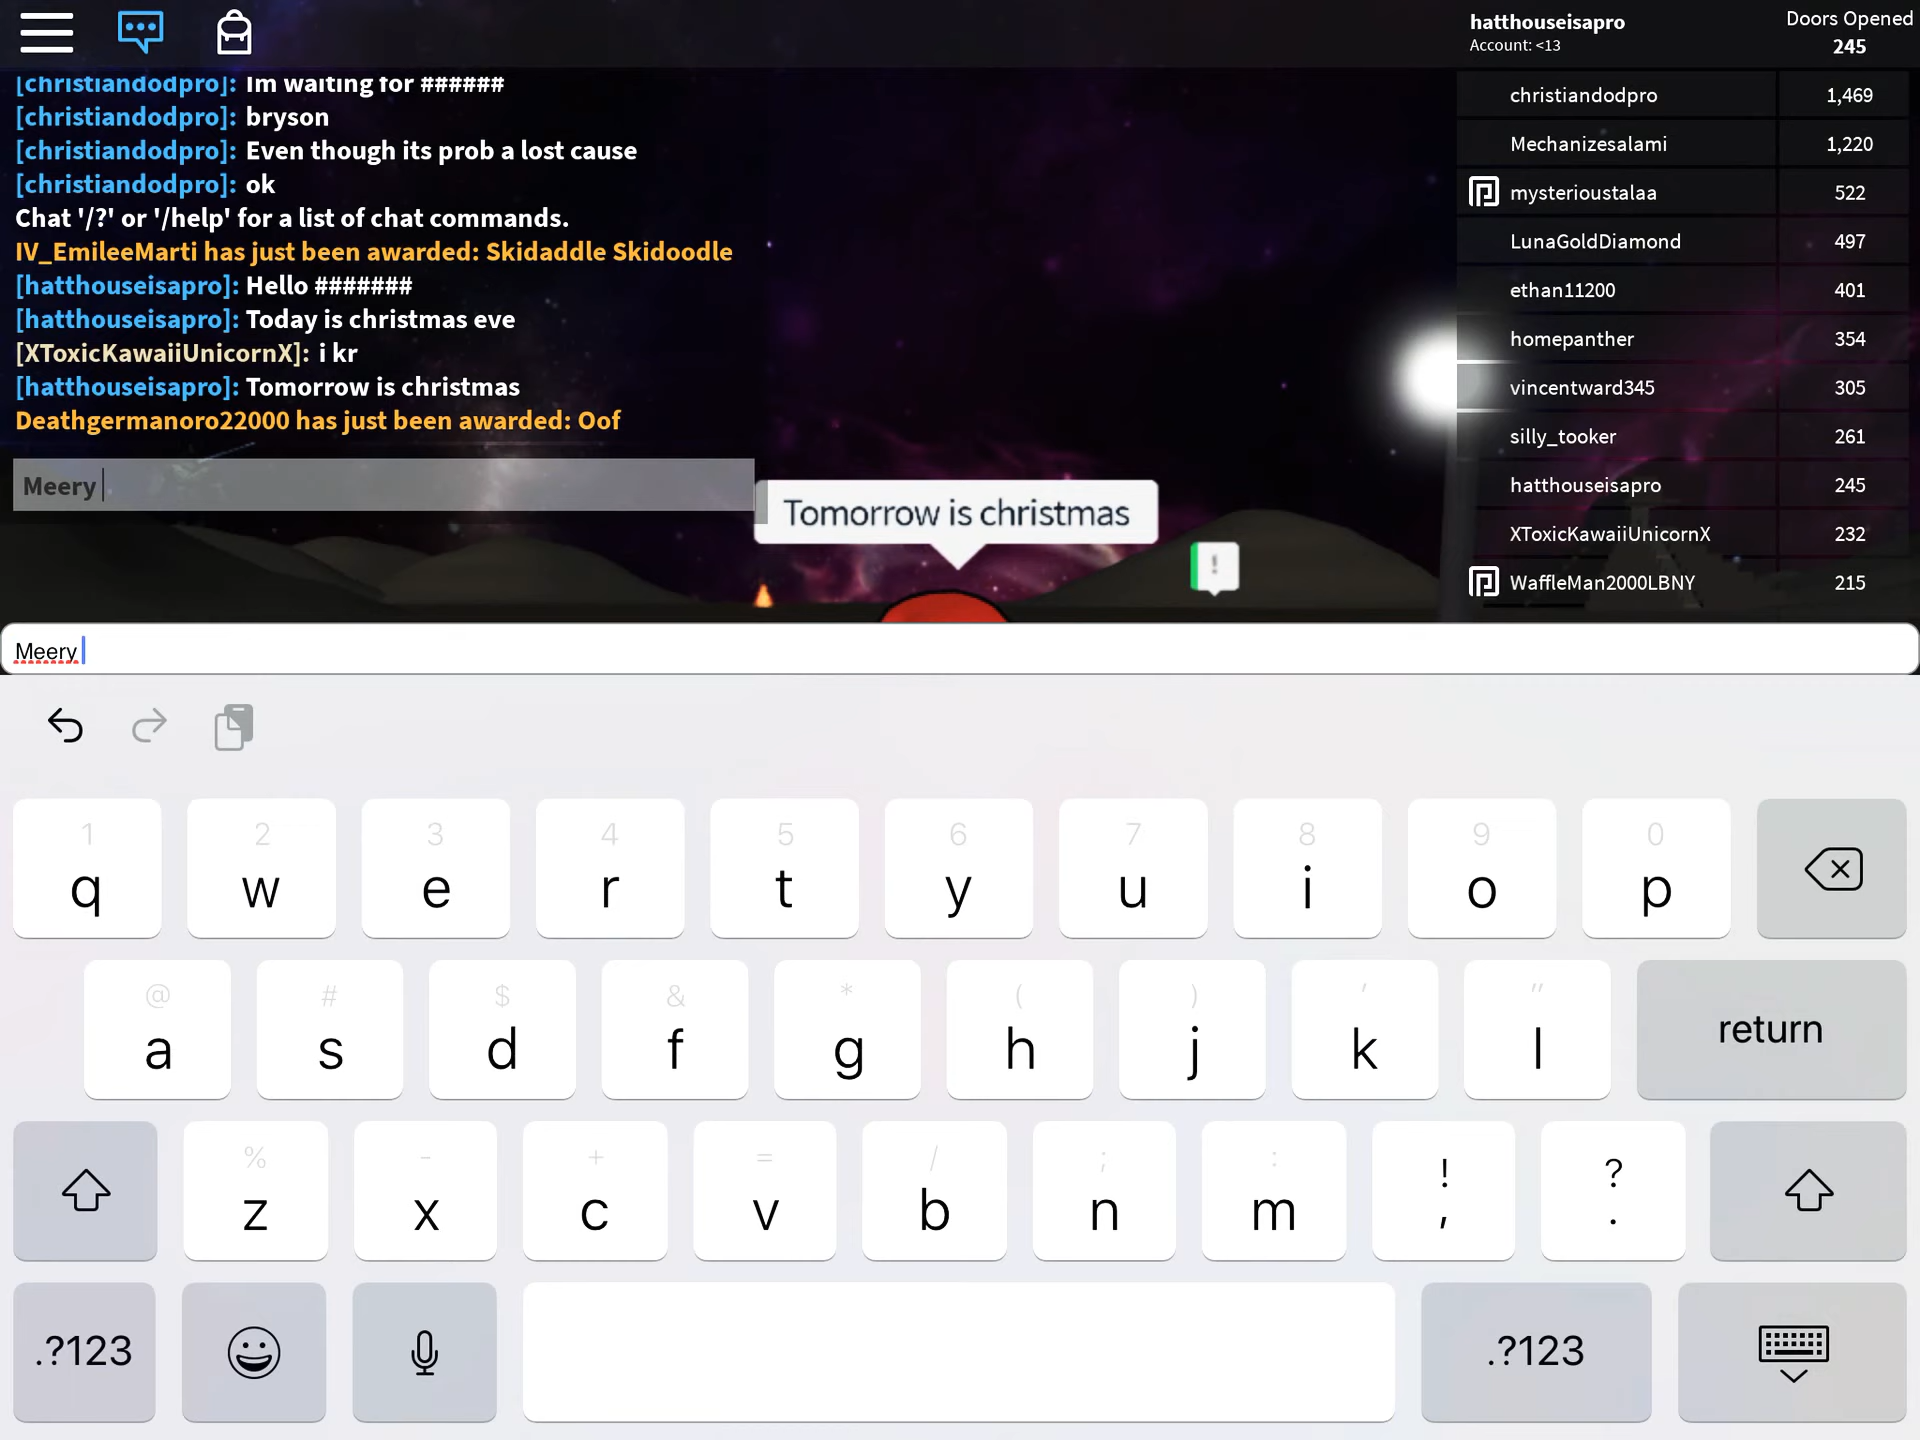 hatthouseisapro
Account: <13
Doors Opened
245
[christiandodpro]: Im waiting for ######
[christiandodpro]: bryson
[christiandodpro]: Even though its prob a lost cause
[christiandodpro]: ok
Chat '/?' or '/help' for a list of chat commands.
IV_EmileeMarti has just been awarded: Skidaddle Skidoodle
[hatthouseisapro]: Hello #######
[hatthouseisapro]: Today is christmas eve
[XToxicKawaiiUnicornX]: i kr
[hatthouseisapro]: Tomorrow is christmas
Deathgermanoro22000 has just been awarded: Oof
Meery
Tomorrow is christmas
!
christiandodpro 1,469
Mechanizesalami 1,220
mysterioustalaa 522
LunaGoldDiamond 497
ethan11200 401
homepanther 354
vincentward345 305
silly_tooker 261
hatthouseisapro 245
XToxicKawaiiUnicornX 232
WaffleMan2000LBNY 215
Meery
1 2 3 4 5 6 7 8 9 0
q w e r t y u i o p
@ # $ & * ( ) ' "
a s d f g h j k l return
% - + = / ; : ! ?
z x c v b n m , .
.?123 .?123